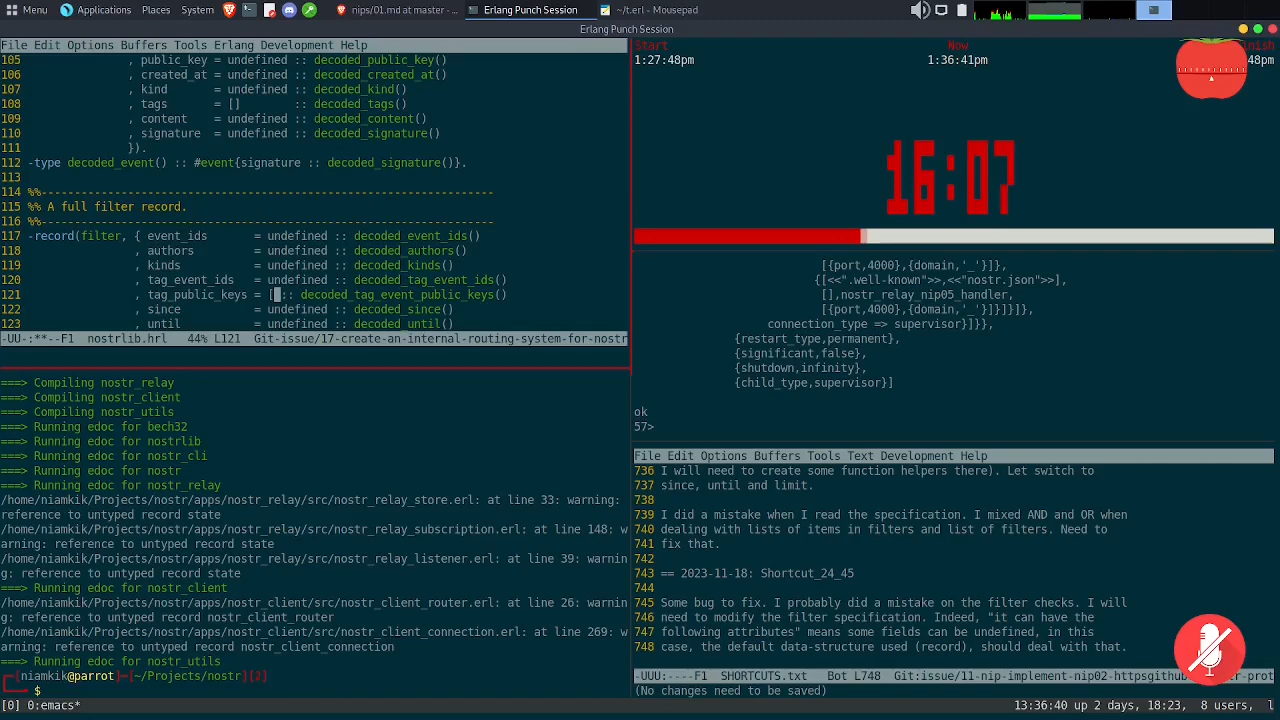 Menu Applications Places System nips/01.md at master - ... Erlang Punch Session ~/t.erl - Mousepad
Erlang Punch Session
File Edit Options Buffers Tools Erlang Development Help
105 , public_key = undefined :: decoded_public_key()
106 , created_at = undefined :: decoded_created_at()
107 , kind = undefined :: decoded_kind()
108 , tags = [] :: decoded_tags()
109 , content = undefined :: decoded_content()
110 , signature = undefined :: decoded_signature()
111 }).
112 -type decoded_event() :: #event{signature :: decoded_signature()}.
113
114 %%--------------------------------------------------------------------
115 %% A full filter record.
116 %%--------------------------------------------------------------------
117 -record(filter, { event_ids = undefined :: decoded_event_ids()
118 , authors = undefined :: decoded_authors()
119 , kinds = undefined :: decoded_kinds()
120 , tag_event_ids = undefined :: decoded_tag_event_ids()
121 , tag_public_keys = [ :: decoded_tag_event_public_keys()
122 , since = undefined :: decoded_since()
123 , until = undefined :: decoded_until()
-UU-:**--F1 nostrlib.hrl 44% L121 Git-issue/17-create-an-internal-routing-system-for-nostr
===> Compiling nostr_relay
===> Compiling nostr_client
===> Compiling nostr_utils
===> Running edoc for bech32
===> Running edoc for nostrlib
===> Running edoc for nostr_cli
===> Running edoc for nostr
===> Running edoc for nostr_relay
/home/niamkik/Projects/nostr/apps/nostr_relay/src/nostr_relay_store.erl: at line 33: warning:
reference to untyped record state
/home/niamkik/Projects/nostr/apps/nostr_relay/src/nostr_relay_subscription.erl: at line 148: w
arning: reference to untyped record state
/home/niamkik/Projects/nostr/apps/nostr_relay/src/nostr_relay_listener.erl: at line 39: warnin
g: reference to untyped record state
===> Running edoc for nostr_client
/home/niamkik/Projects/nostr/apps/nostr_client/src/nostr_client_router.erl: at line 26: warnin
g: reference to untyped record nostr_client_router
/home/niamkik/Projects/nostr/apps/nostr_client/src/nostr_client_connection.erl: at line 269: w
arning: reference to untyped record nostr_client_connection
===> Running edoc for nostr_utils
[niamkik@parrot]─[~/Projects/nostr][2]
$
Start Now inish
1:27:48pm 1:36:41pm 48pm
16:07
[{port,4000},{domain,'_'}]},
{[<<".well-known">>,<<"nostr.json">>],
[],nostr_relay_nip05_handler,
[{port,4000},{domain,'_'}]}]}]},
connection_type => supervisor}]}},
{restart_type,permanent},
{significant,false},
{shutdown,infinity},
{child_type,supervisor}]
ok
57>
File Edit Options Buffers Tools Text Development Help
736 I will need to create some function helpers there). Let switch to
737 since, until and limit.
738
739 I did a mistake when I read the specification. I mixed AND and OR when
740 dealing with lists of items in filters and list of filters. Need to
741 fix that.
742
743 == 2023-11-18: Shortcut_24_45
744
745 Some bug to fix. I probably did a mistake on the filter checks. I will
746 need to modify the filter specification. Indeed, "it can have the
747 following attributes" means some fields can be undefined, in this
748 case, the default data-structure used (record), should deal with that.
-UUU:----F1 SHORTCUTS.txt Bot L748 Git:issue/11-nip-implement-nip02-httpsgithub r-prot
(No changes need to be saved)
[0] 0:emacs* 13:36:40 up 2 days, 18:23, 8 users, l